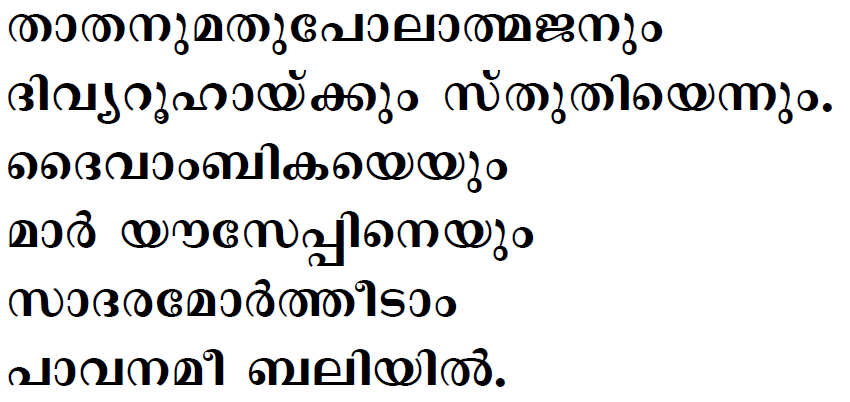 താതനുമതുപോലാത്മജനും
ദിവ്യറൂഹായ്ക്കും സ്തുതിയെന്നും.
ദൈവാംബികയെയും
മാർ യൗസേപ്പിനെയും
സാദരമോർത്തീടാം
പാവനമീ ബലിയിൽ.